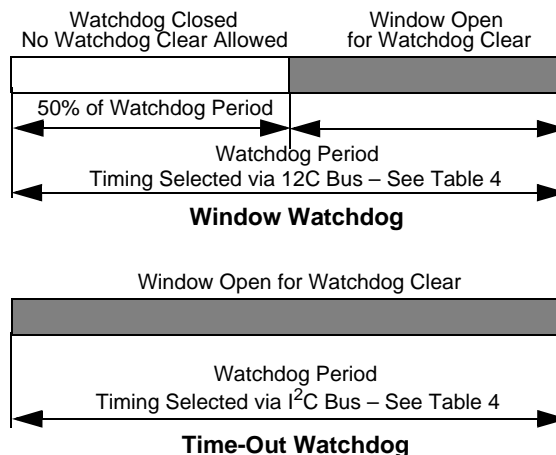 Watchdog Closed
No Watchdog Clear Allowed
Window Open
for Watchdog Clear
50% of Watchdog Period
Watchdog Period
Timing Selected via 12C Bus – See Table 4
Window Watchdog
Window Open for Watchdog Clear
Watchdog Period
Timing Selected via I²C Bus – See Table 4
Time-Out Watchdog